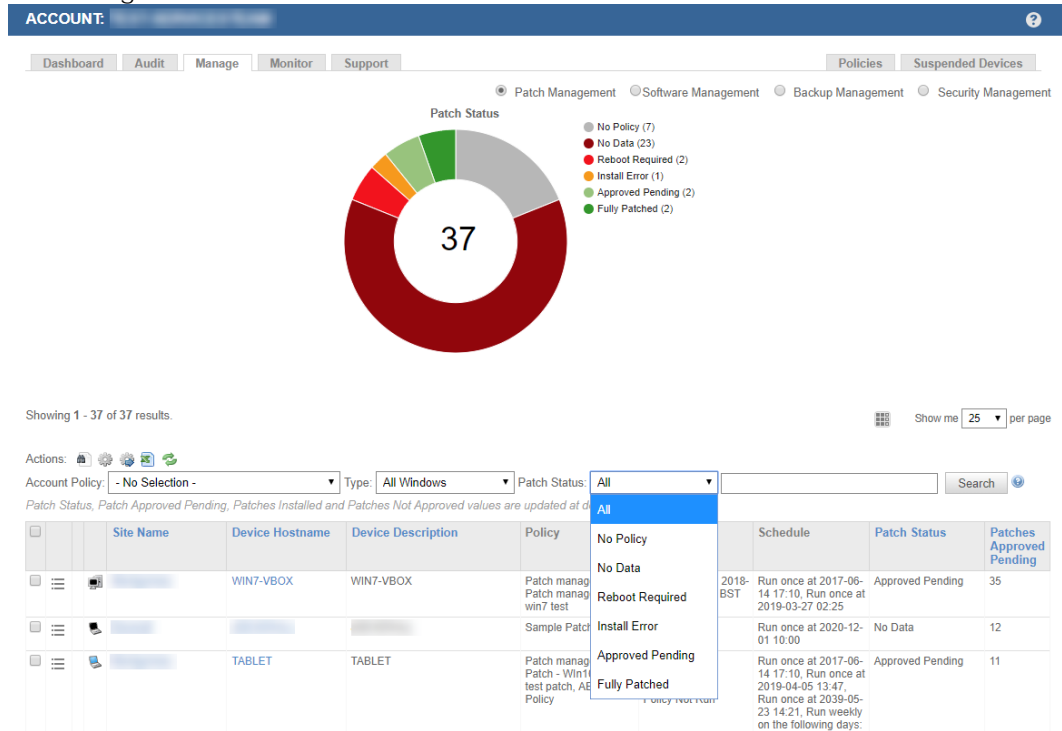 ACCOUNT:
Dashboard Audit Manage Monitor Support Policies Suspended Devices
Patch Management Software Management Backup Management Security Management
Patch Status
No Policy (7)
No Data (23)
Reboot Required (2)
Install Error (1)
Approved Pending (2)
Fully Patched (2)
37
Showing 1 - 37 of 37 results.
Show me 25 per page
Actions:
Account Policy: - No Selection - Type: All Windows Patch Status: All Search
Patch Status, Patch Approved Pending, Patches Installed and Patches Not Approved values are updated at
All
No Policy
No Data
Reboot Required
Install Error
Approved Pending
Fully Patched
Site Name Device Hostname Device Description Policy Schedule Patch Status Patches
Approved
Pending
WIN7-VBOX WIN7-VBOX Patch 2018- Run once at 2017-06- Approved Pending 35
Patch BST 14 17:10, Run once at
win7 test 2019-03-27 02:25
Sample Run once at 2020-12- No Data 12
01 10:00
TABLET TABLET Patch Run once at 2017-06- Approved Pending 11
Patch - 14 17:10, Run once at
test patch, 2019-04-05 13:47,
Policy Policy Not Run Run once at 2039-05-
23 14:21, Run weekly
on the following days: